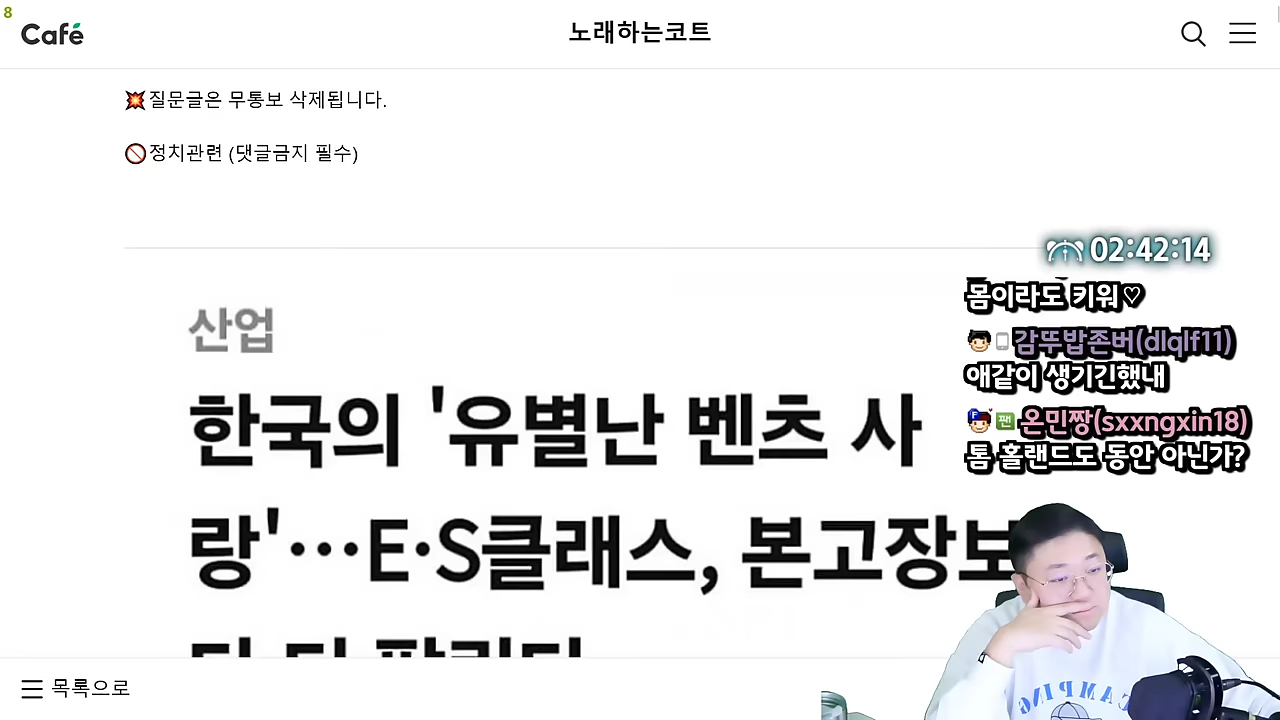 8
Café
노래하는코트
💥질문글은 무통보 삭제됩니다.
🚫정치관련 (댓글금지 필수)
02:42:14
몸이라도 키워♡
감뚜밥존버(dlqlf11)
애같이 생기긴했내
팬 온민짱(sxxngxin18)
톰 홀랜드도 동안 아닌가?
산업
한국의 '유별난 벤츠 사
랑'…E·S클래스, 본고장보
CAMPING
목록으로